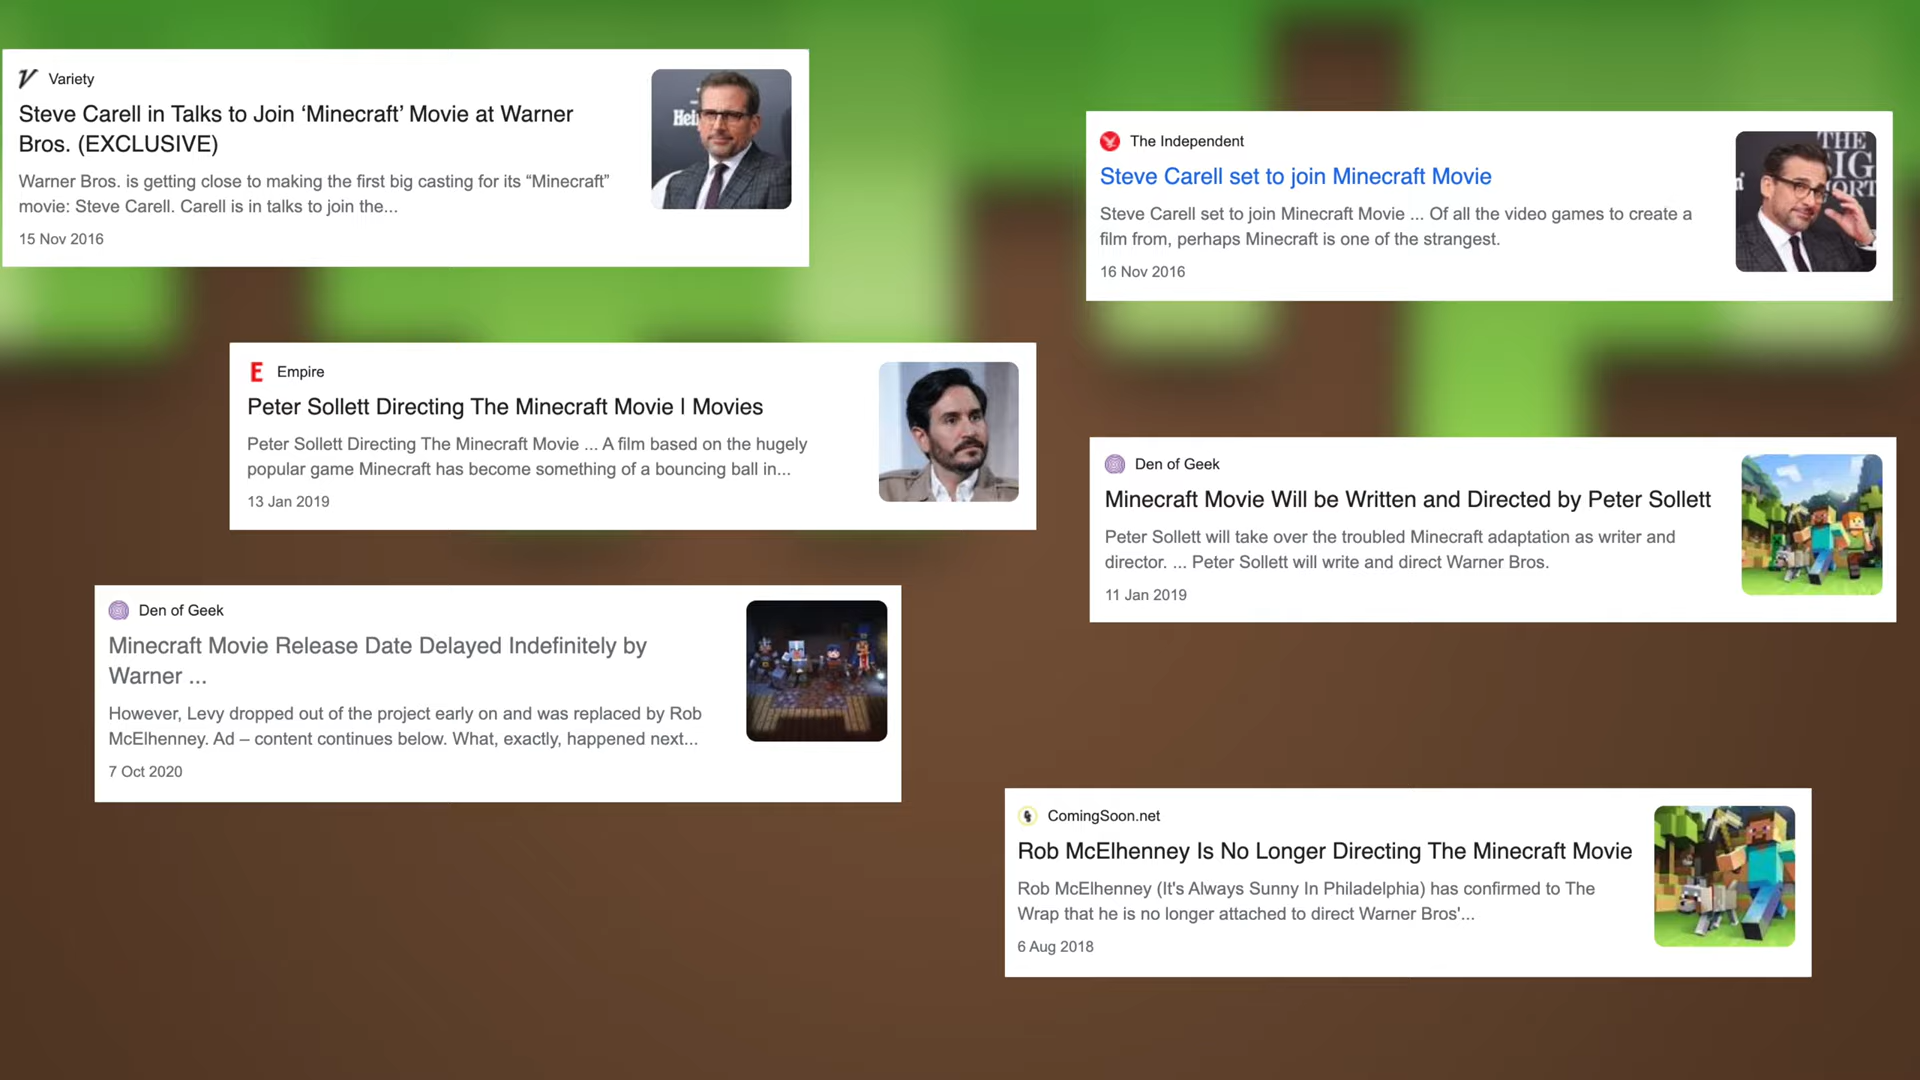 Variety
Steve Carell in Talks to Join ‘Minecraft’ Movie at Warner
Bros. (EXCLUSIVE)
Warner Bros. is getting close to making the first big casting for its “Minecraft”
movie: Steve Carell. Carell is in talks to join the...
15 Nov 2016
The Independent
Steve Carell set to join Minecraft Movie
Steve Carell set to join Minecraft Movie ... Of all the video games to create a
film from, perhaps Minecraft is one of the strangest.
16 Nov 2016
THE
Empire
Peter Sollett Directing The Minecraft Movie | Movies
Peter Sollett Directing The Minecraft Movie ... A film based on the hugely
popular game Minecraft has become something of a bouncing ball in...
13 Jan 2019
Den of Geek
Minecraft Movie Will be Written and Directed by Peter Sollett
Peter Sollett will take over the troubled Minecraft adaptation as writer and
director. ... Peter Sollett will write and direct Warner Bros.
11 Jan 2019
Den of Geek
Minecraft Movie Release Date Delayed Indefinitely by
Warner ...
However, Levy dropped out of the project early on and was replaced by Rob
McElhenney. Ad – content continues below. What, exactly, happened next...
7 Oct 2020
ComingSoon.net
Rob McElhenney Is No Longer Directing The Minecraft Movie
Rob McElhenney (It's Always Sunny In Philadelphia) has confirmed to The
Wrap that he is no longer attached to direct Warner Bros'...
6 Aug 2018